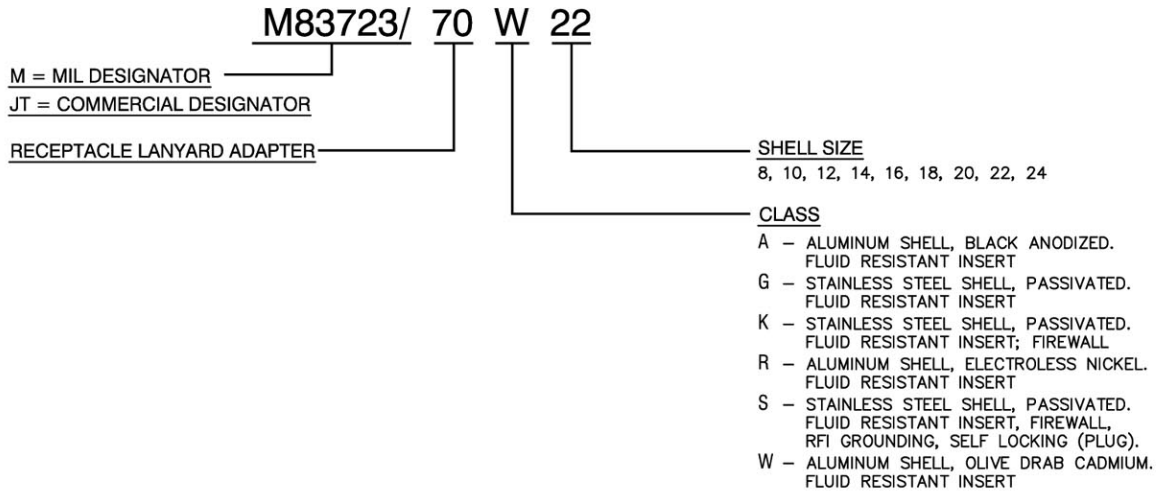 M83723/ 70 W 22
M = MIL DESIGNATOR
JT = COMMERCIAL DESIGNATOR
RECEPTACLE LANYARD ADAPTER
SHELL SIZE
8, 10, 12, 14, 16, 18, 20, 22, 24
CLASS
A – ALUMINUM SHELL, BLACK ANODIZED.
FLUID RESISTANT INSERT
G – STAINLESS STEEL SHELL, PASSIVATED.
FLUID RESISTANT INSERT
K – STAINLESS STEEL SHELL, PASSIVATED.
FLUID RESISTANT INSERT; FIREWALL
R – ALUMINUM SHELL, ELECTROLESS NICKEL.
FLUID RESISTANT INSERT
S – STAINLESS STEEL SHELL, PASSIVATED.
FLUID RESISTANT INSERT, FIREWALL,
RFI GROUNDING, SELF LOCKING (PLUG).
W – ALUMINUM SHELL, OLIVE DRAB CADMIUM.
FLUID RESISTANT INSERT